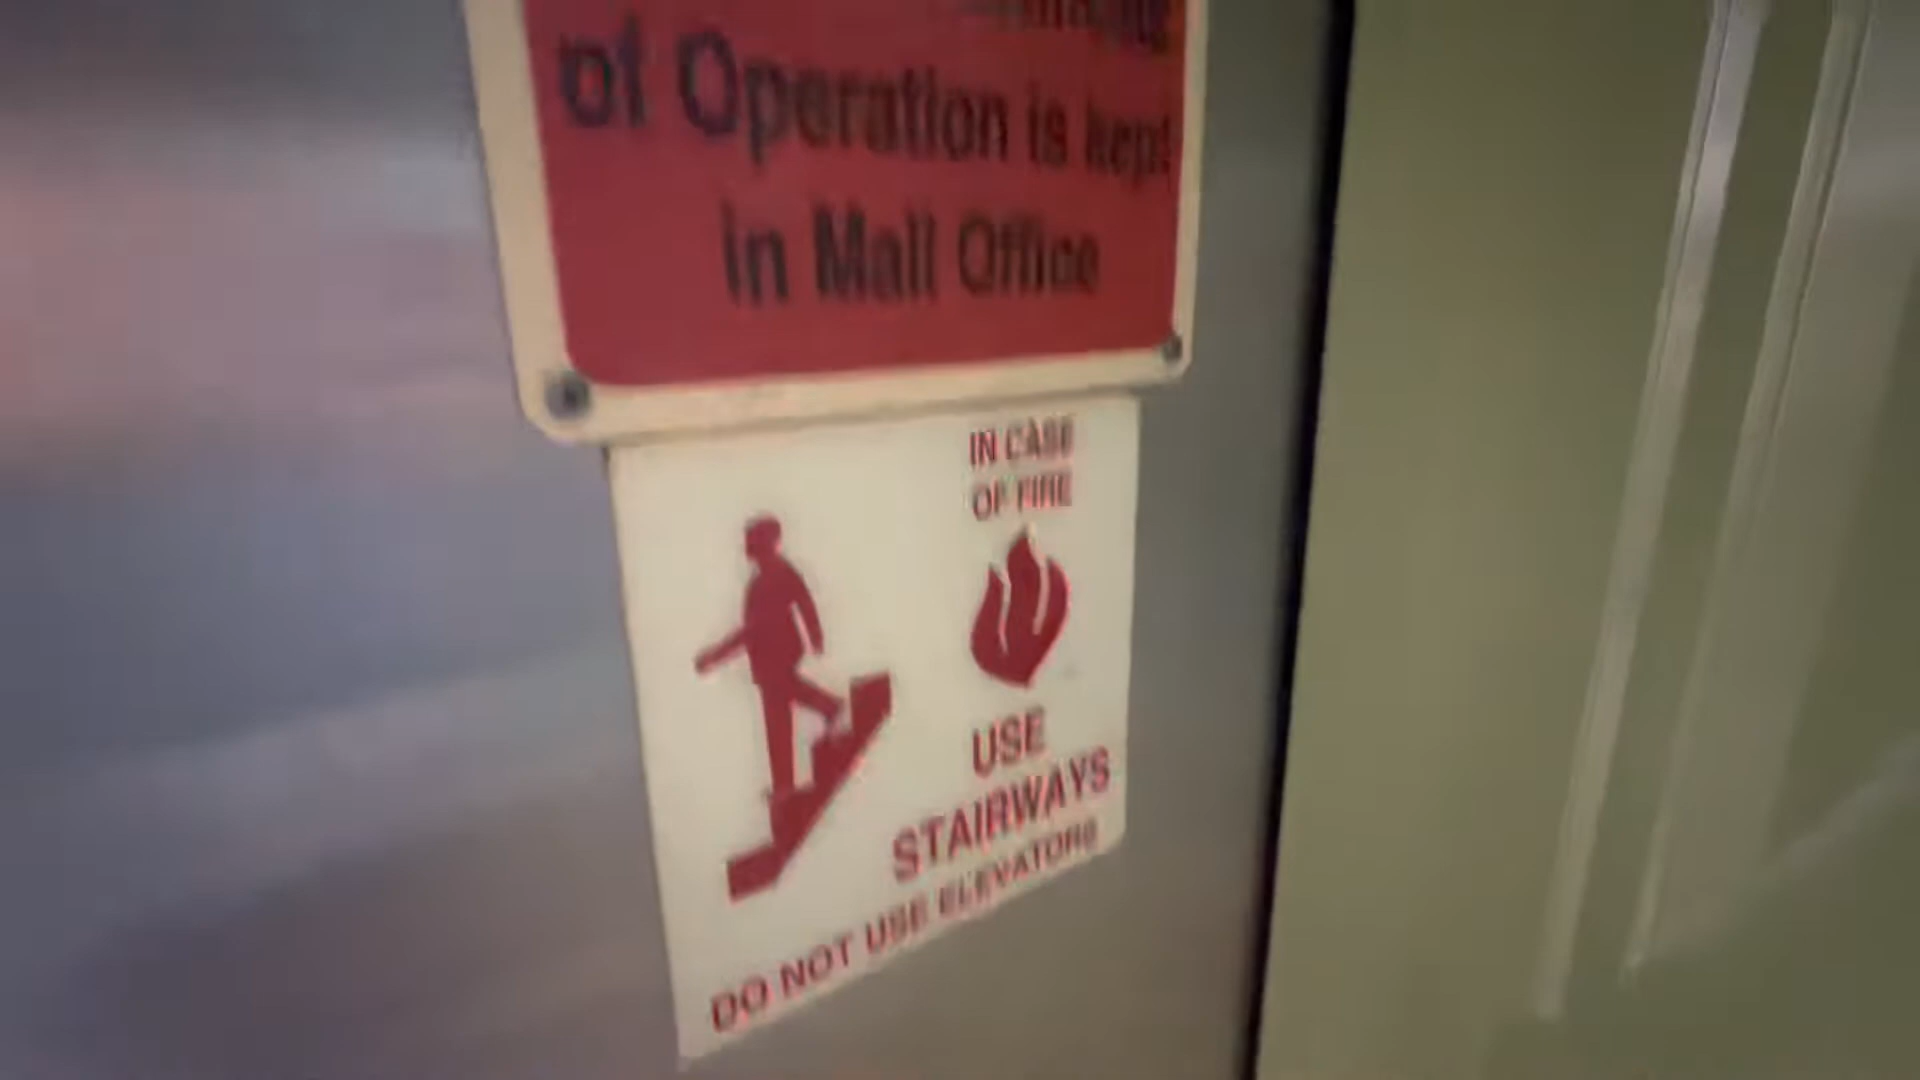 of Operation is kept
in Mall Office
IN CASE
OF FIRE
USE
STAIRWAYS
DO NOT USE ELEVATORS